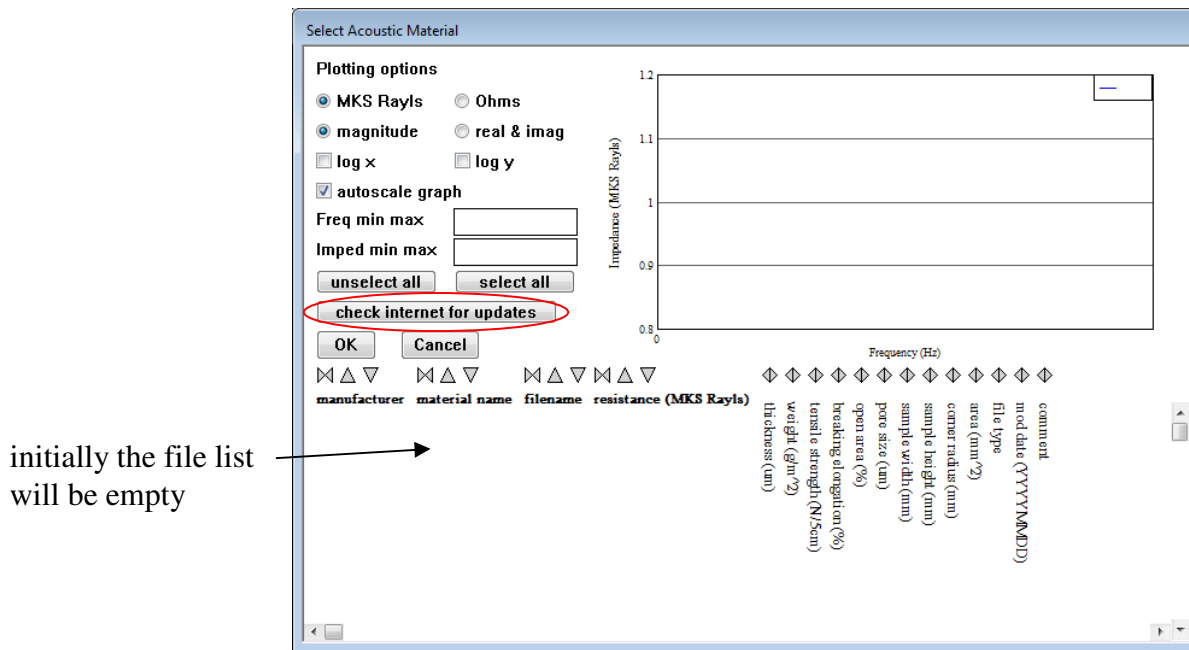 Select Acoustic Material
Plotting options
MKS Rayls Ohms
magnitude real & imag
log x log y
autoscale graph
Freq min max
Imped min max
unselect all select all
check internet for updates
OK Cancel
1.2
1.1
1
0.9
0.8
0
Impedance (MKS Rayls)
Frequency (Hz)
manufacturer material name filename resistance (MKS Rayls)
thickness (um)
weight (g/m^2)
tensile strength (N/5cm)
breaking elongation (%)
open area (%)
pore size (um)
sample width (mm)
sample height (mm)
corner radius (mm)
area (mm^2)
file type
mod date (YYYYMMDD)
comment
initially the file list
will be empty